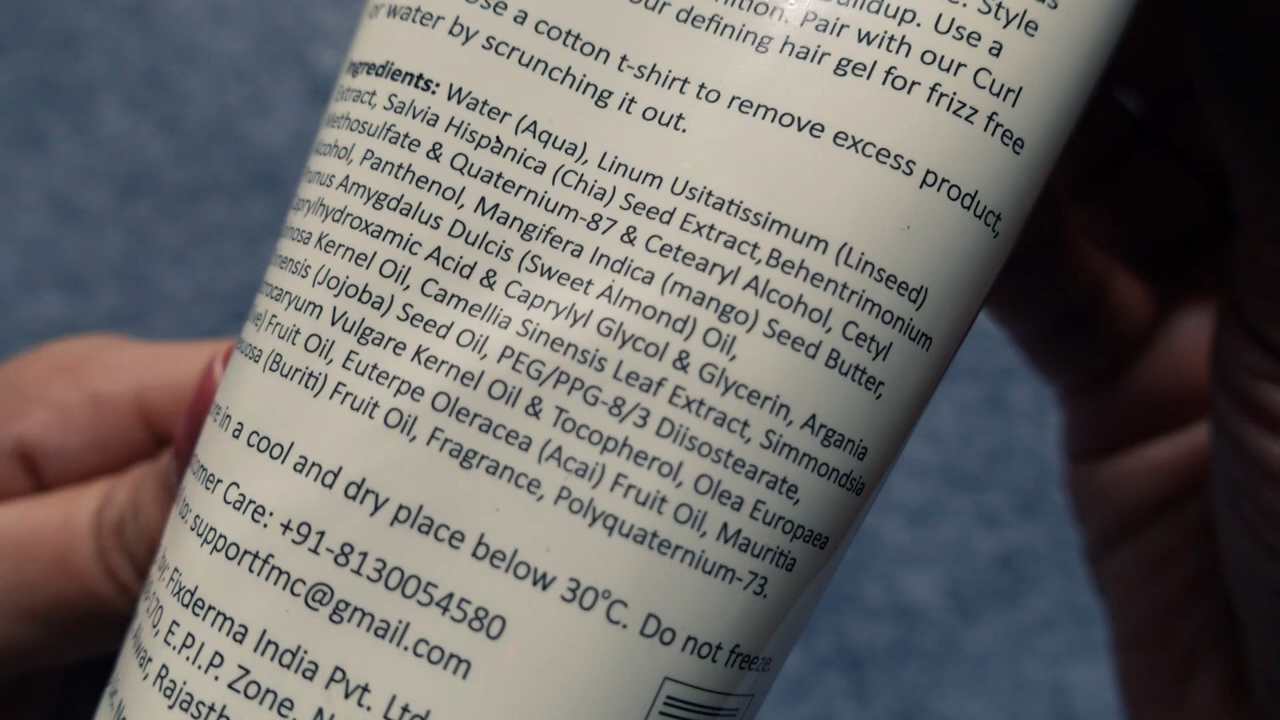 Style
buildup. Use a
Pair with our Curl
our defining hair gel for frizz free
a cotton t-shirt to remove excess product,
or water by scrunching it out.
Ingredients: Water (Aqua), Linum Usitatissimum (Linseed)
Extract, Salvia Hispànica (Chia) Seed Extract,Behentrimonium
Methosulfate & Quaternium-87 & Cetearyl Alcohol, Cetyl
Alcohol, Panthenol, Mangifera Indica (mango) Seed Butter,
Prunus Amygdalus Dulcis (Sweet Almond) Oil,
Caprylhydroxamic Acid & Caprylyl Glycol & Glycerin, Argania
Kernel Oil, Camellia Sinensis Leaf Extract, Simmondsia
(Jojoba) Seed Oil, PEG/PPG-8/3 Diisostearate,
Vulgare Kernel Oil & Tocopherol, Olea Europaea
Fruit Oil, Euterpe Oleracea (Acai) Fruit Oil, Mauritia
(Buriti) Fruit Oil, Fragrance, Polyquaternium-73.
in a cool and dry place below 30°C. Do not freeze.
Care: +91-8130054580
to: supportfmc@gmail.com
By: Fixderma India Pvt. Ltd
E.P.I.P. Zone,